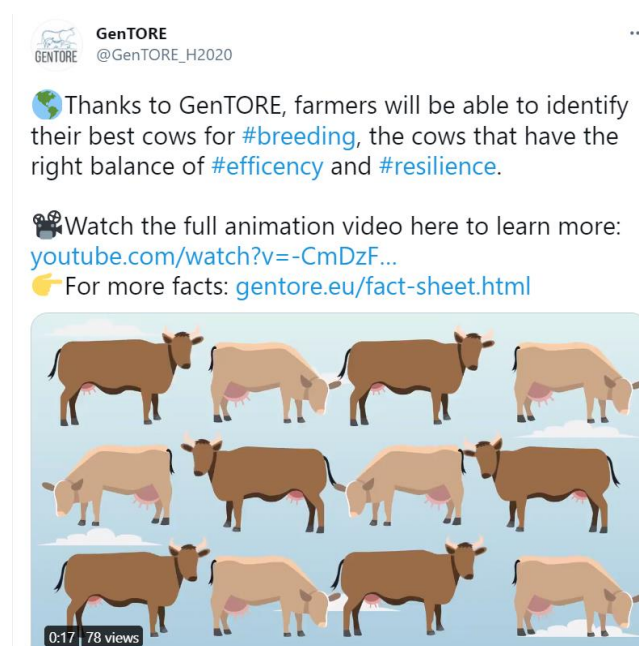 GenTORE
GENTORE
@GenTORE_H2020
🌎Thanks to GenTORE, farmers will be able to identify
their best cows for #breeding, the cows that have the
right balance of #efficency and #resilience.
🎥Watch the full animation video here to learn more:
youtube.com/watch?v=-CmDzF...
👉For more facts: gentore.eu/fact-sheet.html
0:17 78 views